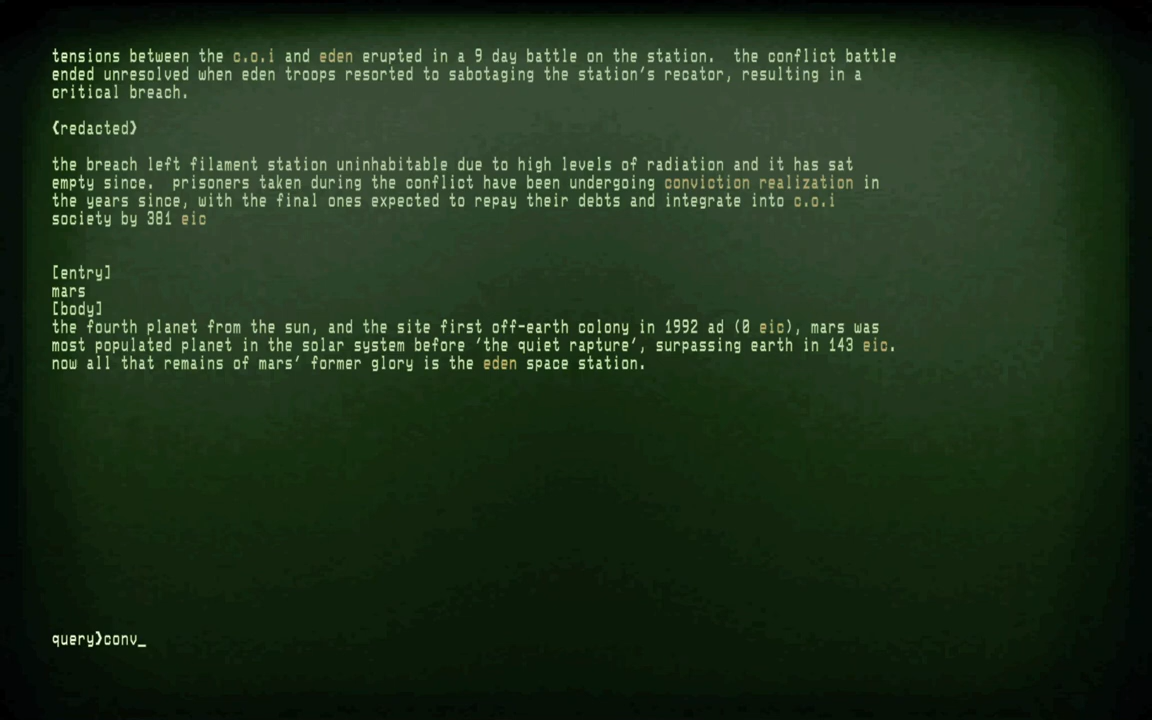 tensions between the c.o.i and eden erupted in a 9 day battle on the station.  the conflict battle
ended unresolved when eden troops resorted to sabotaging the station's recator, resulting in a
critical breach.
{redacted}
the breach left filament station uninhabitable due to high levels of radiation and it has sat
empty since.  prisoners taken during the conflict have been undergoing conviction realization in
the years since, with the final ones expected to repay their debts and integrate into c.o.i
society by 381 eic
[entry]
mars
[body]
the fourth planet from the sun, and the site first off-earth colony in 1992 ad (0 eic), mars was
most populated planet in the solar system before 'the quiet rapture', surpassing earth in 143 eic.
now all that remains of mars' former glory is the eden space station.
query}conv_